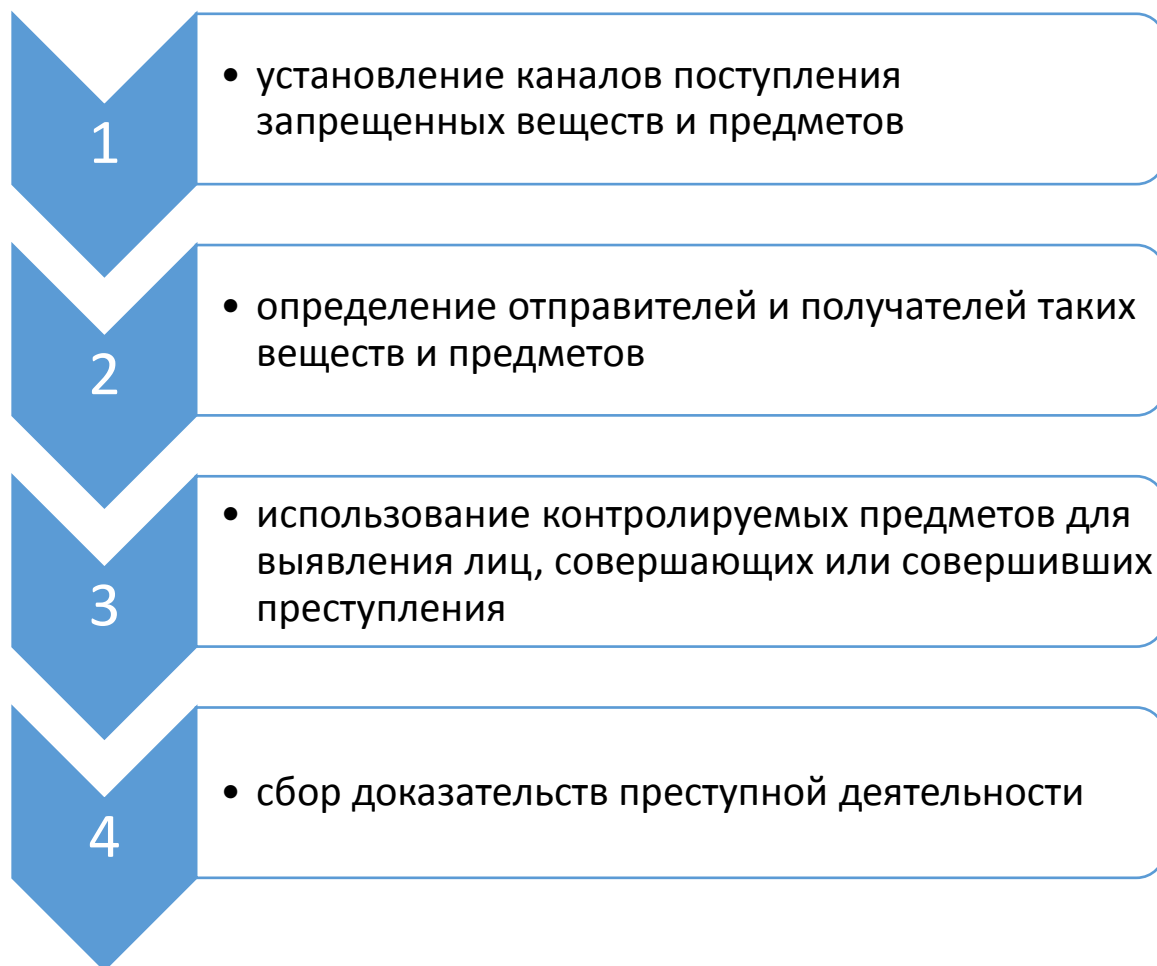 1
• установление каналов поступления
запрещенных веществ и предметов
2
• определение отправителей и получателей таких
веществ и предметов
3
• использование контролируемых предметов для
выявления лиц, совершающих или совершивших
преступления
4
• сбор доказательств преступной деятельности